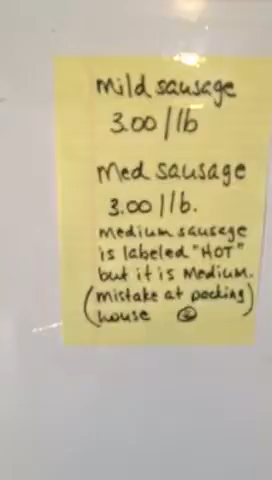 Mild sausage
3.00/lb
Med sausage
3.00/lb.
Medium sausage
is labeled "HOT"
but it is Medium.
(mistake at packing)
house ☹